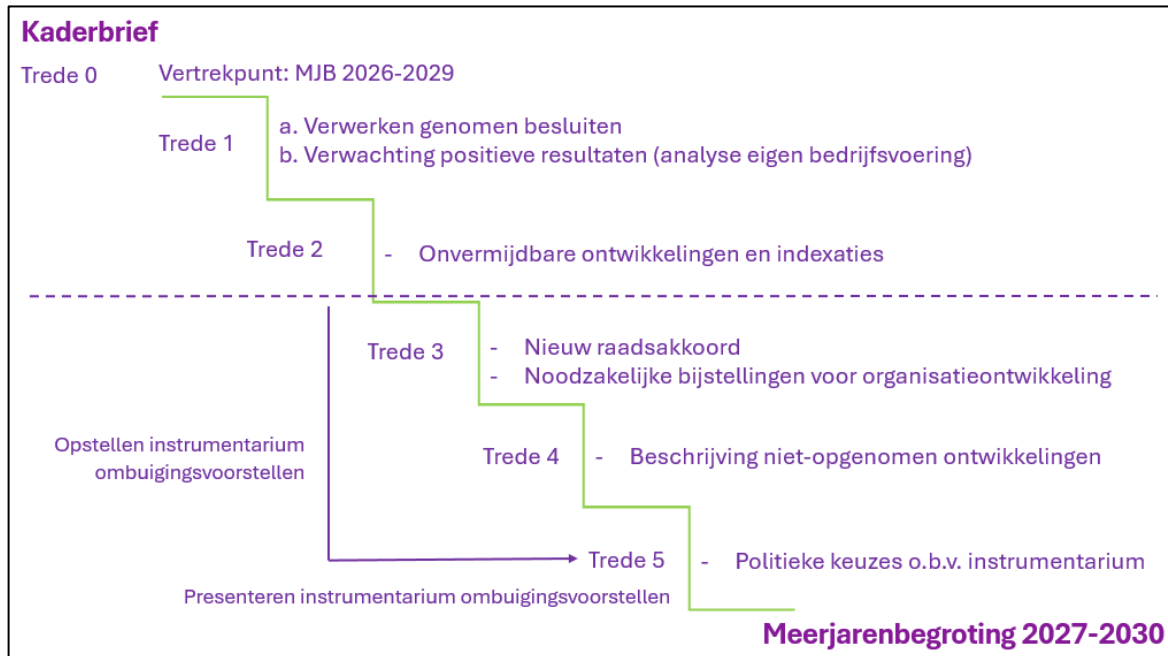 Kaderbrief
Trede 0 Vertrekpunt: MJB 2026-2029
Trede 1
a. Verwerken genomen besluiten
b. Verwachting positieve resultaten (analyse eigen bedrijfsvoering)
Trede 2 - Onvermijdbare ontwikkelingen en indexaties
Trede 3
- Nieuw raadsakkoord
- Noodzakelijke bijstellingen voor organisatieontwikkeling
Opstellen instrumentarium
ombuigingsvoorstellen
Trede 4 - Beschrijving niet-opgenomen ontwikkelingen
Trede 5 - Politieke keuzes o.b.v. instrumentarium
Presenteren instrumentarium ombuigingsvoorstellen
Meerjarenbegroting 2027-2030